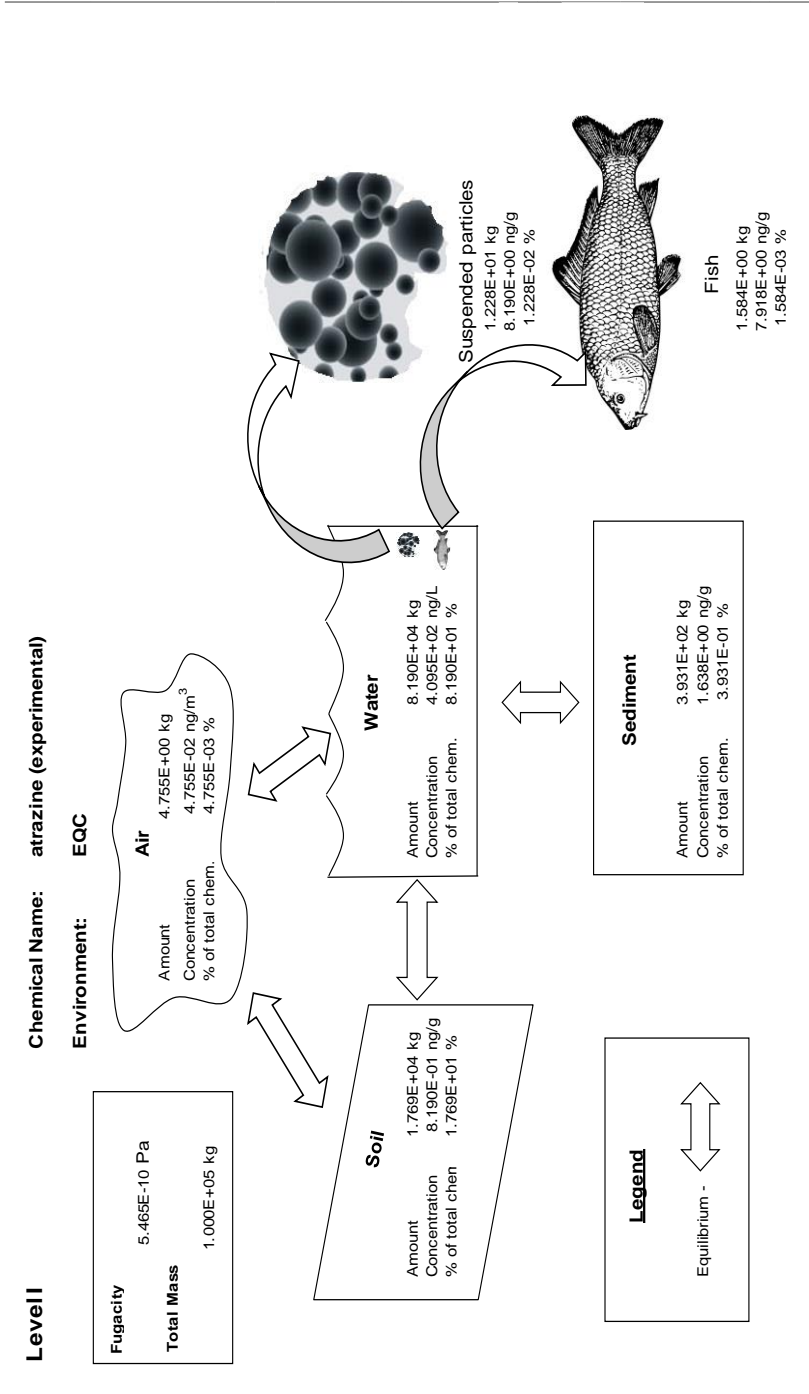 Level I
Chemical Name: atrazine (experimental)
Environment: EQC
Fugacity
5.465E-10 Pa
Total Mass
1.000E+05 kg
Air
Amount 4.755E+00 kg
Concentration 4.755E-02 ng/m³
% of total chem. 4.755E-03 %
Soil
Amount 1.769E+04 kg
Concentration 8.190E-01 ng/g
% of total chen 1.769E+01 %
Water
Amount 8.190E+04 kg
Concentration 4.095E+02 ng/L
% of total chem. 8.190E+01 %
Suspended particles
1.228E+01 kg
8.190E+00 ng/g
1.228E-02 %
Fish
1.584E+00 kg
7.918E+00 ng/g
1.584E-03 %
Sediment
Amount 3.931E+02 kg
Concentration 1.638E+00 ng/g
% of total chem. 3.931E-01 %
Legend
Equilibrium -